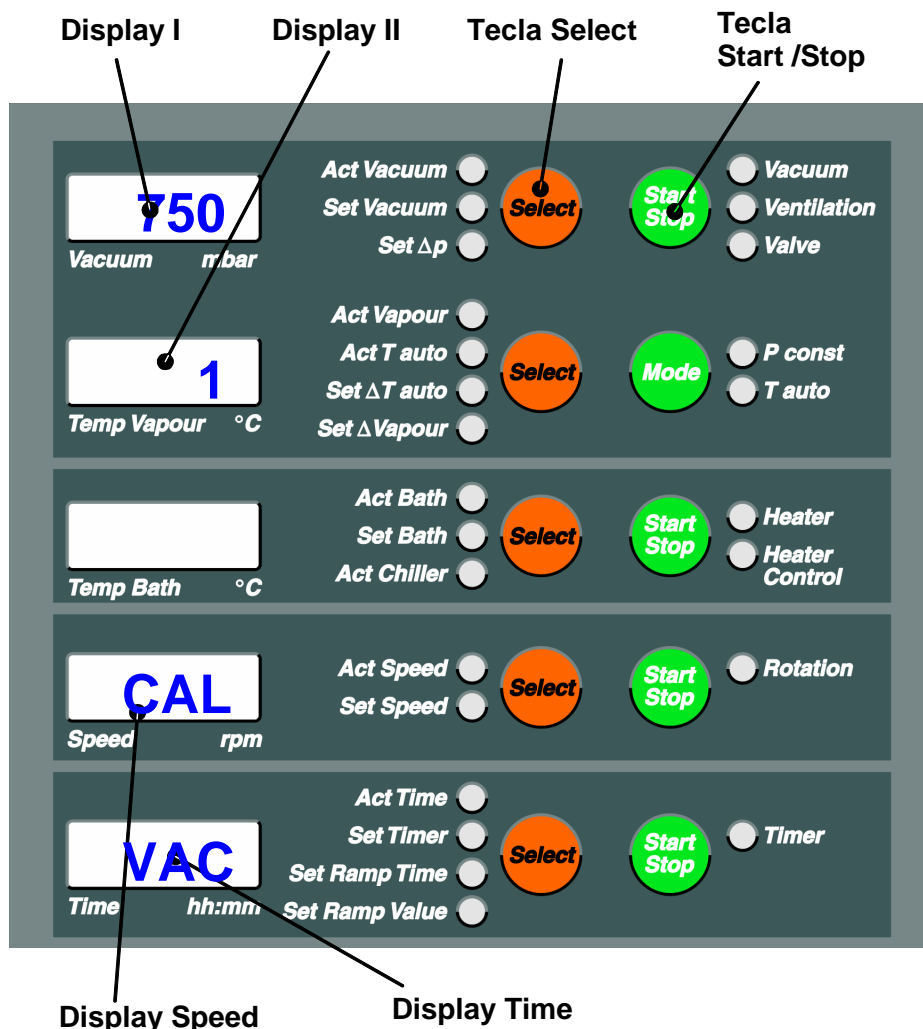 Display I
Display II
Tecla Select
Tecla
Start /Stop
750
Vacuum mbar
Act Vacuum
Set Vacuum
Set Δp
Select
Start
Stop
Vacuum
Ventilation
Valve
1
Temp Vapour °C
Act Vapour
Act T auto
Set ΔT auto
Set ΔVapour
Select
Mode
P const
T auto
Temp Bath °C
Act Bath
Set Bath
Act Chiller
Select
Start
Stop
Heater
Heater
Control
CAL
Speed rpm
Act Speed
Set Speed
Select
Start
Stop
Rotation
VAC
Time hh:mm
Act Time
Set Timer
Set Ramp Time
Set Ramp Value
Select
Start
Stop
Timer
Display Speed
Display Time